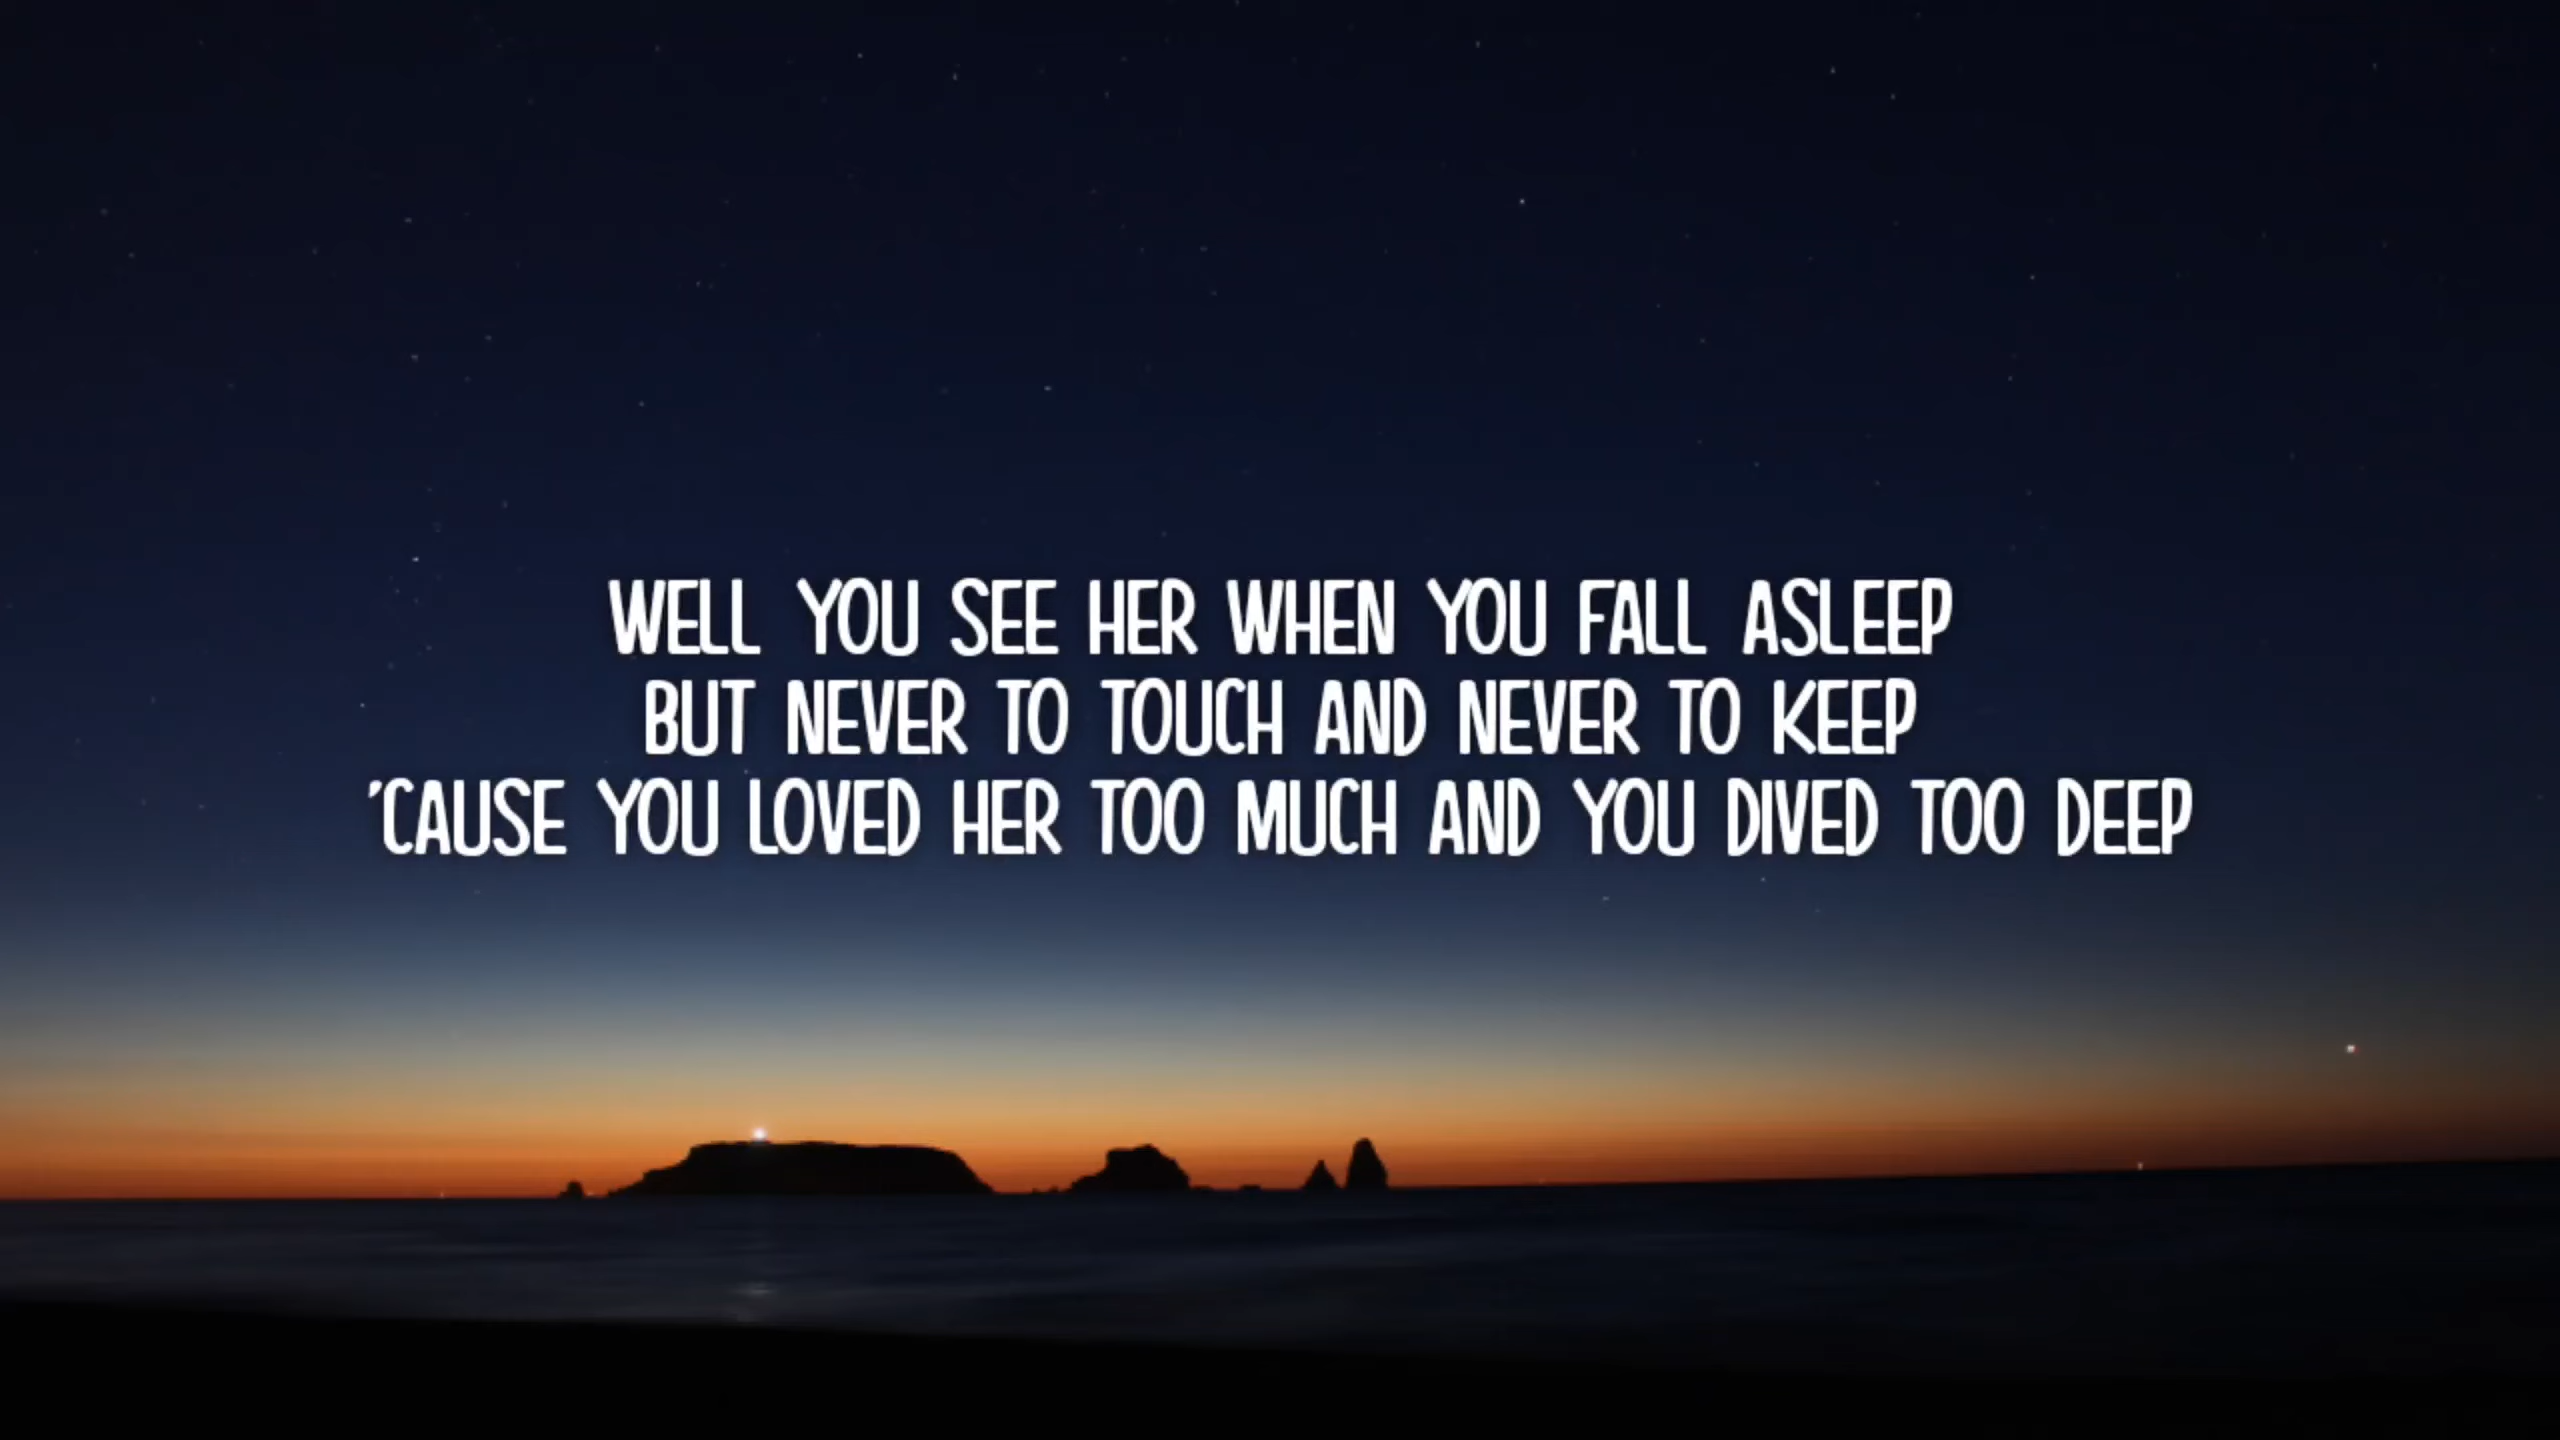 WELL YOU SEE HER WHEN YOU FALL ASLEEP
BUT NEVER TO TOUCH AND NEVER TO KEEP
'CAUSE YOU LOVED HER TOO MUCH AND YOU DIVED TOO DEEP